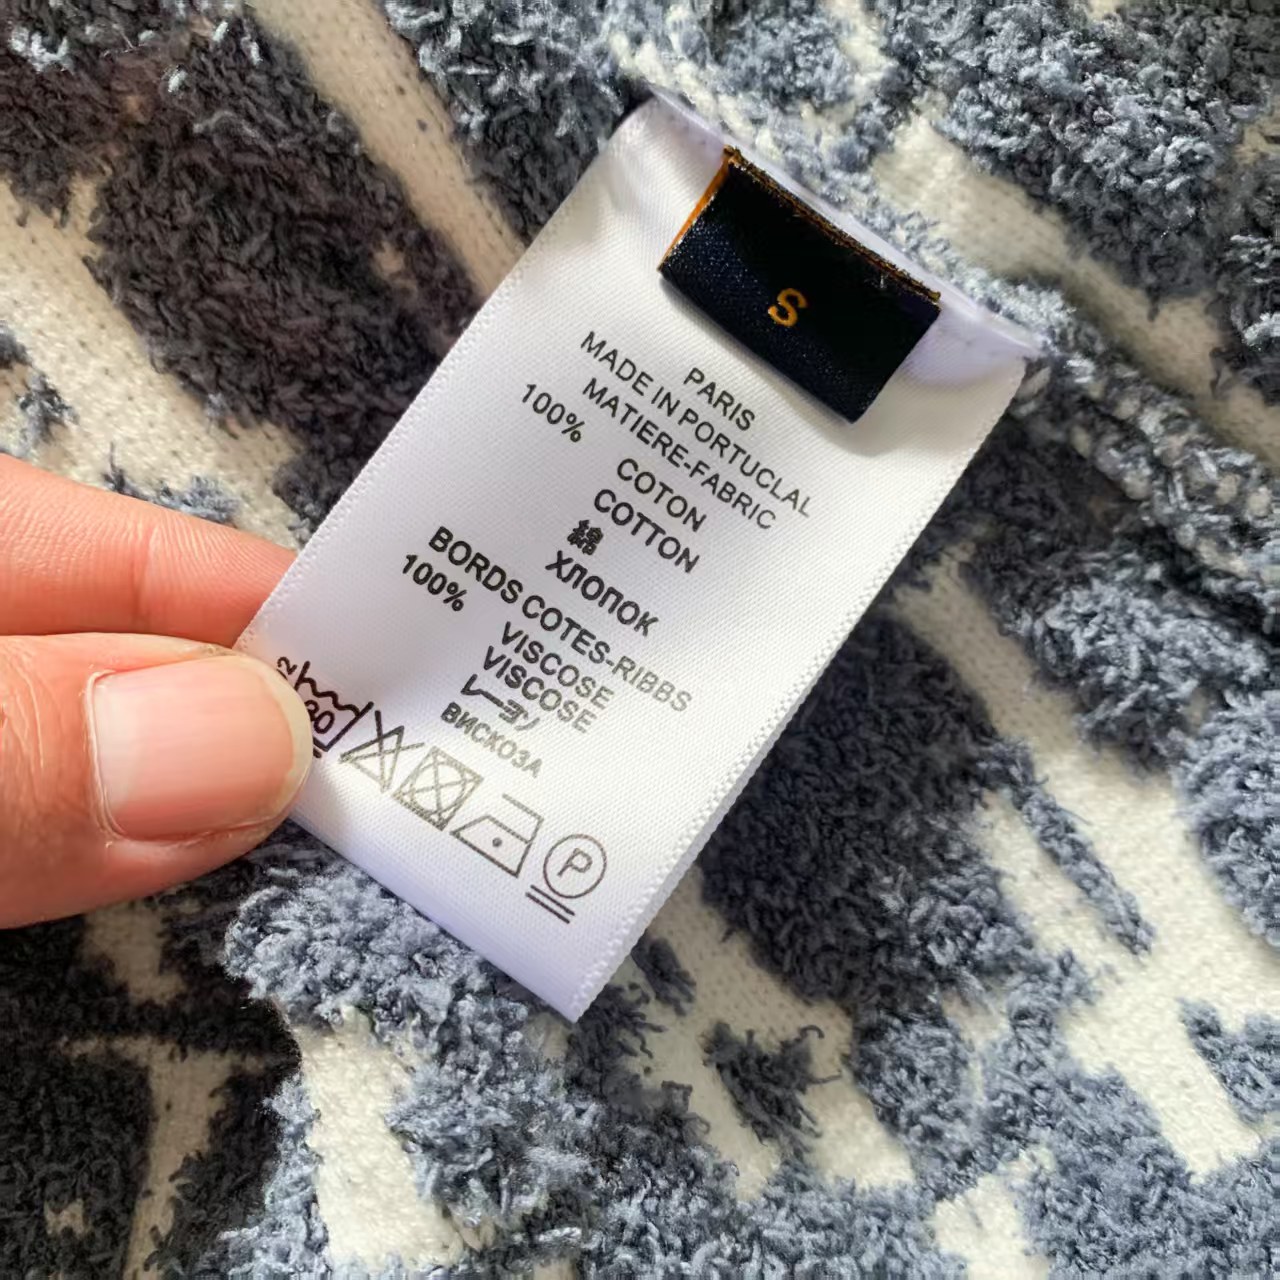 S
PARIS
MADE IN PORTUCLAL
MATIERE-FABRIC
100%
COTON
COTTON
綿
ХЛОПОК
BORDS COTES-RIBBS
100%
VISCOSE
VISCOSE
レーヨン
ВИСКОЗА
30
P